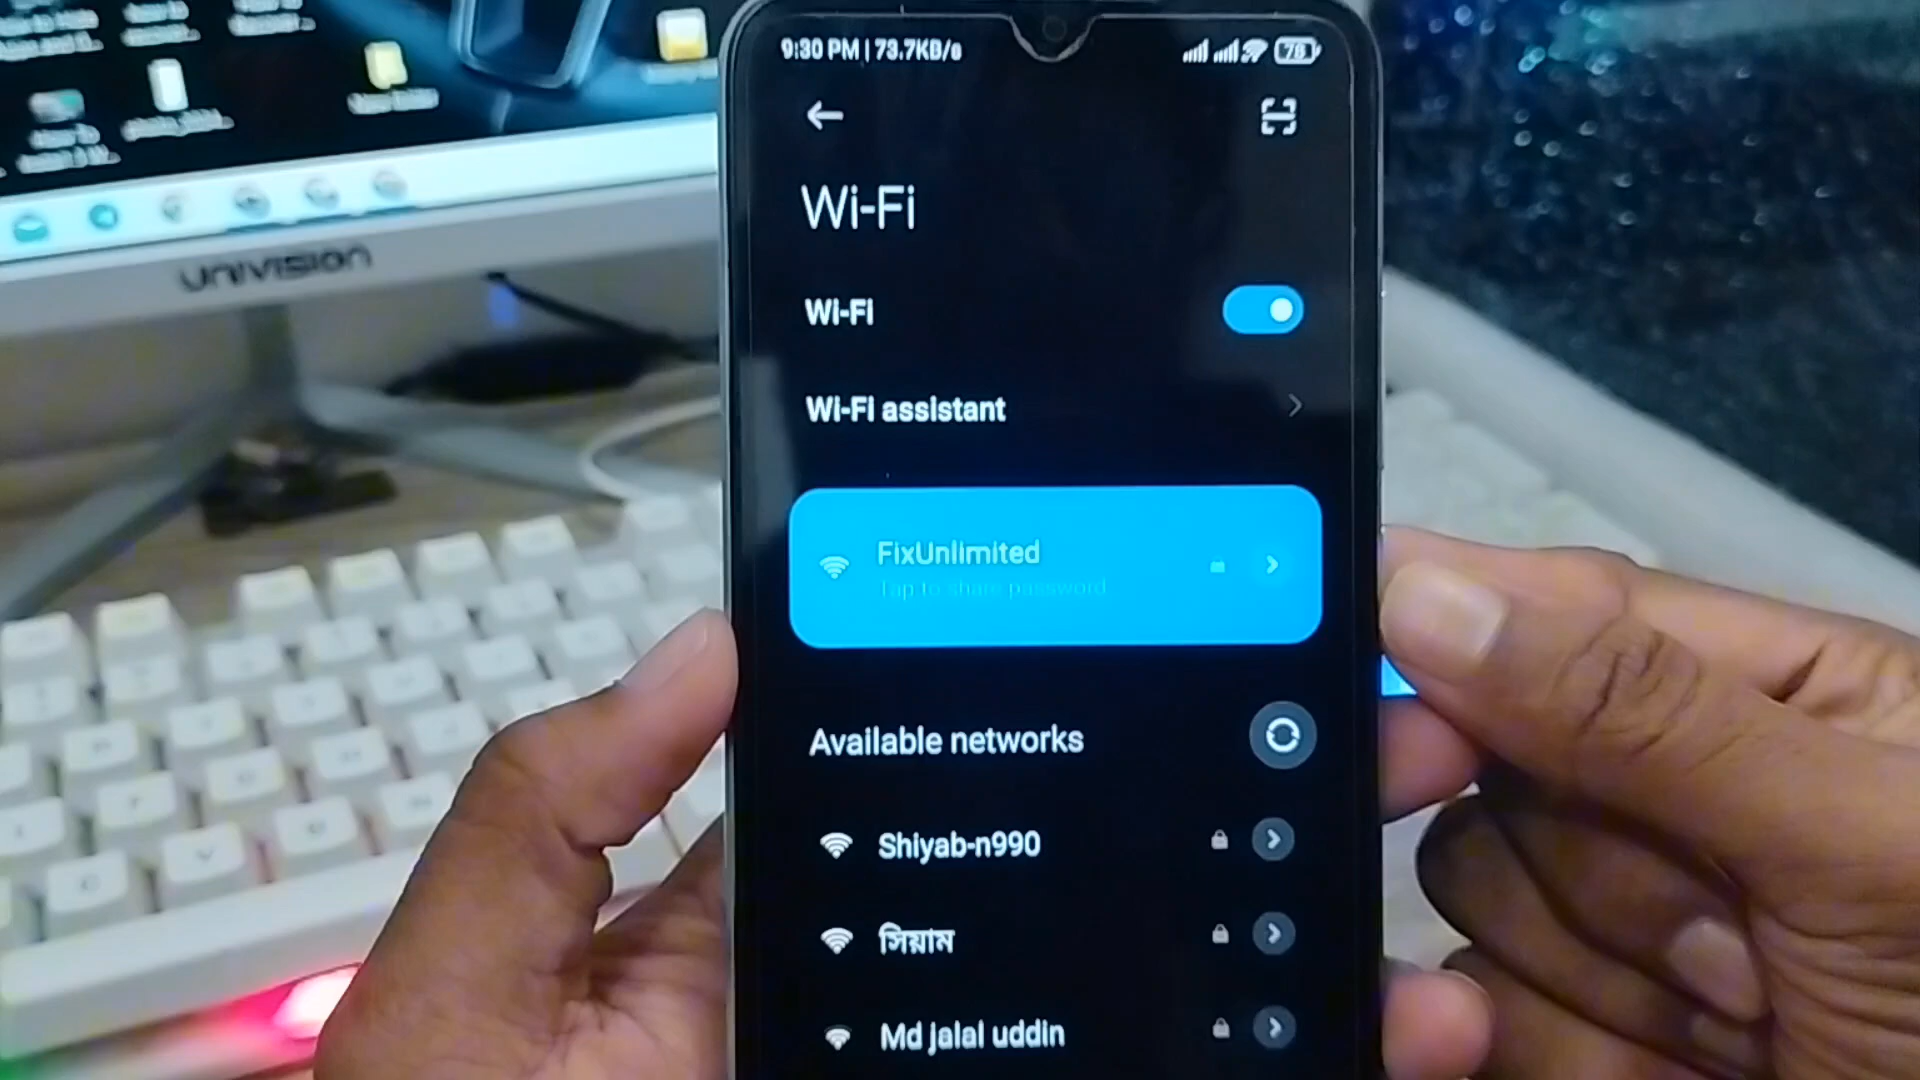 9:30 PM | 73.7KB/s
78
Wi-Fi
Wi-Fi
Wi-Fi assistant
FixUnlimited
Tap to share password
Available networks
Shiyab-n990
সিয়াম
Md jalal uddin
UNIVISION